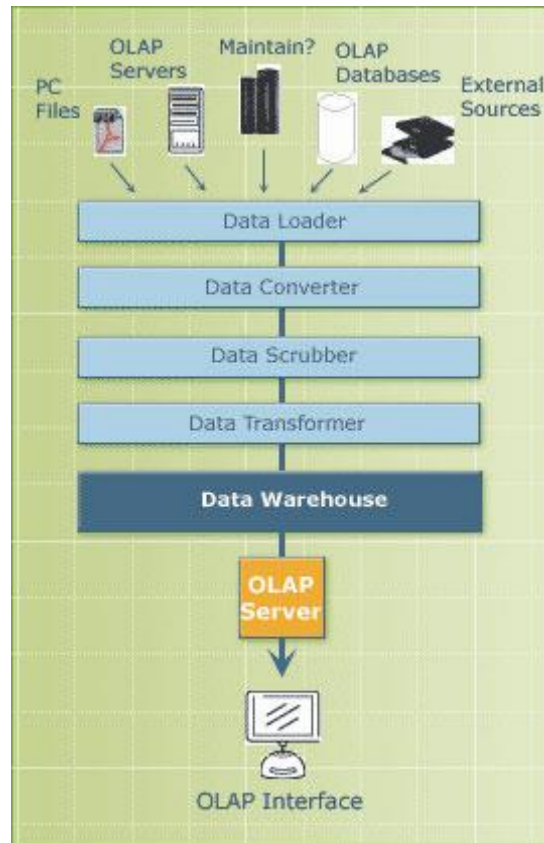 PC
Files
OLAP
Servers
Maintain?
OLAP
Databases
External
Sources
Data Loader
Data Converter
Data Scrubber
Data Transformer
Data Warehouse
OLAP
Server
OLAP Interface